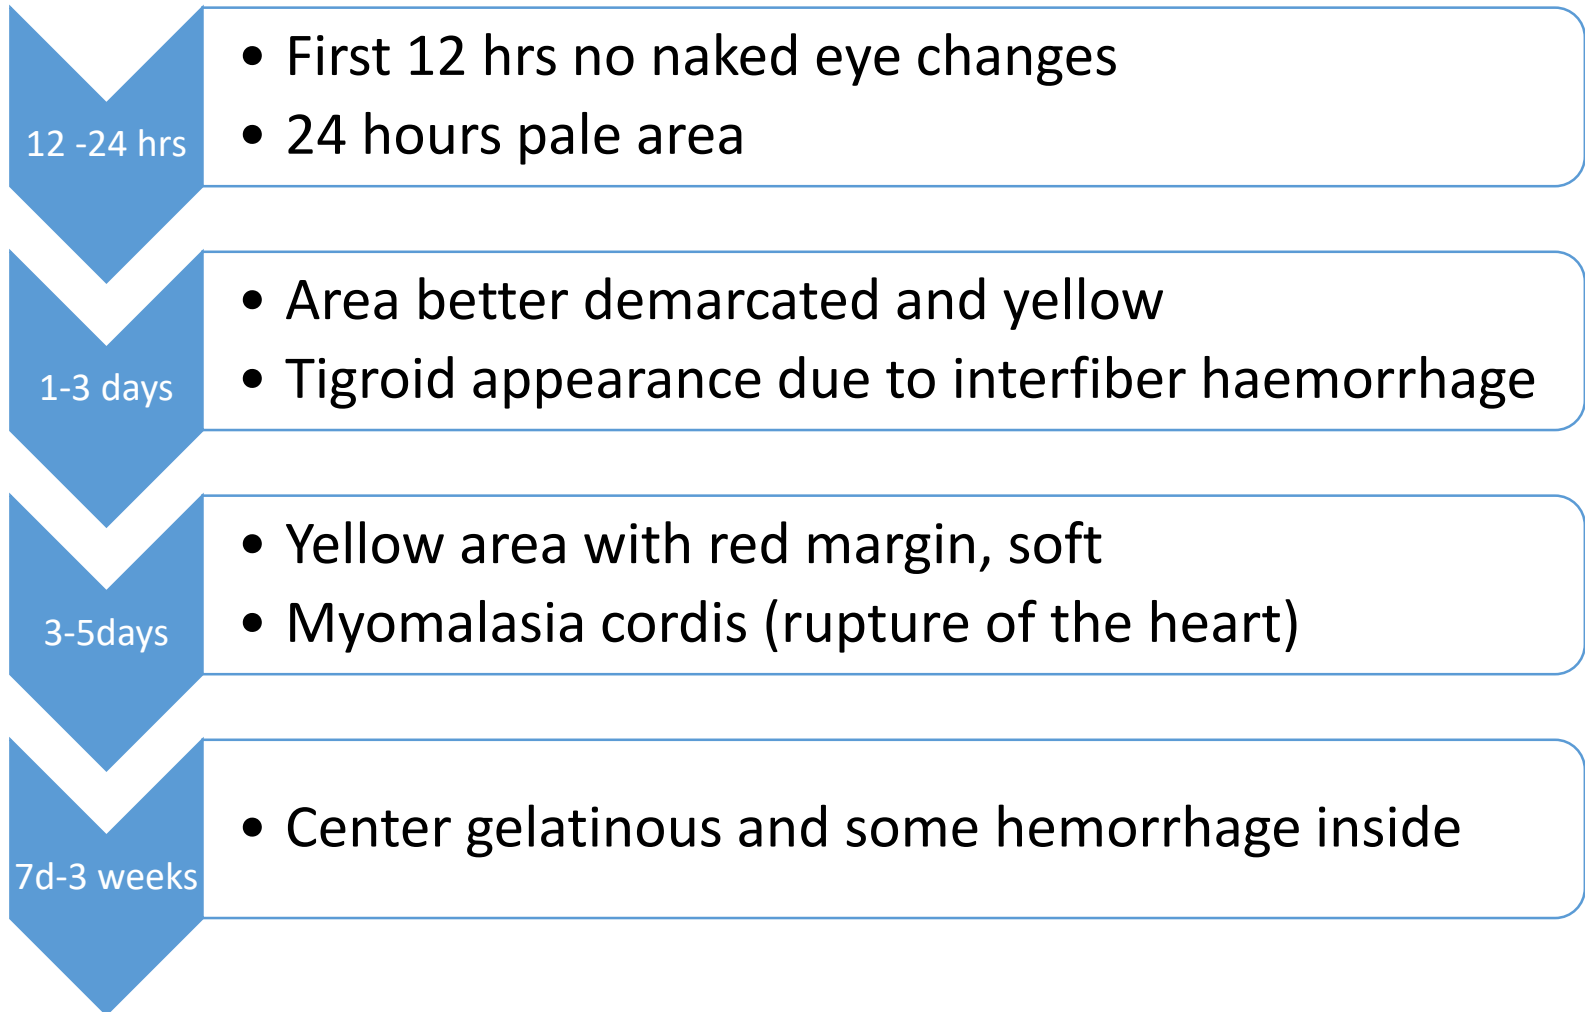 12 -24 hrs
• First 12 hrs no naked eye changes
• 24 hours pale area
1-3 days
• Area better demarcated and yellow
• Tigroid appearance due to interfiber haemorrhage
3-5days
• Yellow area with red margin, soft
• Myomalasia cordis (rupture of the heart)
7d-3 weeks
• Center gelatinous and some hemorrhage inside